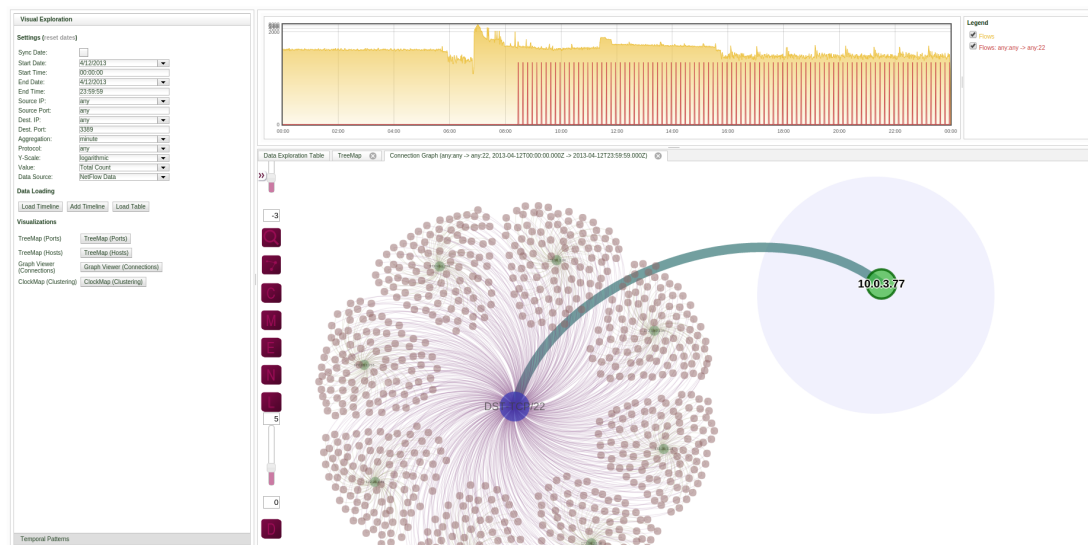 Visual Exploration
Settings (reset dates)
Sync Date:
Start Date: 4/12/2013
Start Time: 00:00:00
End Date: 4/12/2013
End Time: 23:59:59
Source IP: any
Source Port: any
Dest. IP: any
Dest. Port: 3389
Aggregation: minute
Protocol: any
Y-Scale: logarithmic
Value: Total Count
Data Source: NetFlow Data
Data Loading
Load Timeline Add Timeline Load Table
Visualizations
TreeMap (Ports) TreeMap (Ports)
TreeMap (Hosts) TreeMap (Hosts)
Graph Viewer (Connections) Graph Viewer (Connections)
ClockMap (Clustering) ClockMap (Clustering)
Temporal Patterns
2000
0
00:00 02:00 04:00 06:00 08:00 10:00 12:00 14:00 16:00 18:00 20:00 22:00 00:00
Legend
Flows
Flows: any:any -> any:22
Data Exploration Table TreeMap Connection Graph (any:any -> any:22, 2013-04-12T00:00:00.000Z -> 2013-04-12T23:59:59.000Z)
»
-3
C
M
E
N
L
5
0
D
10.0.3.77